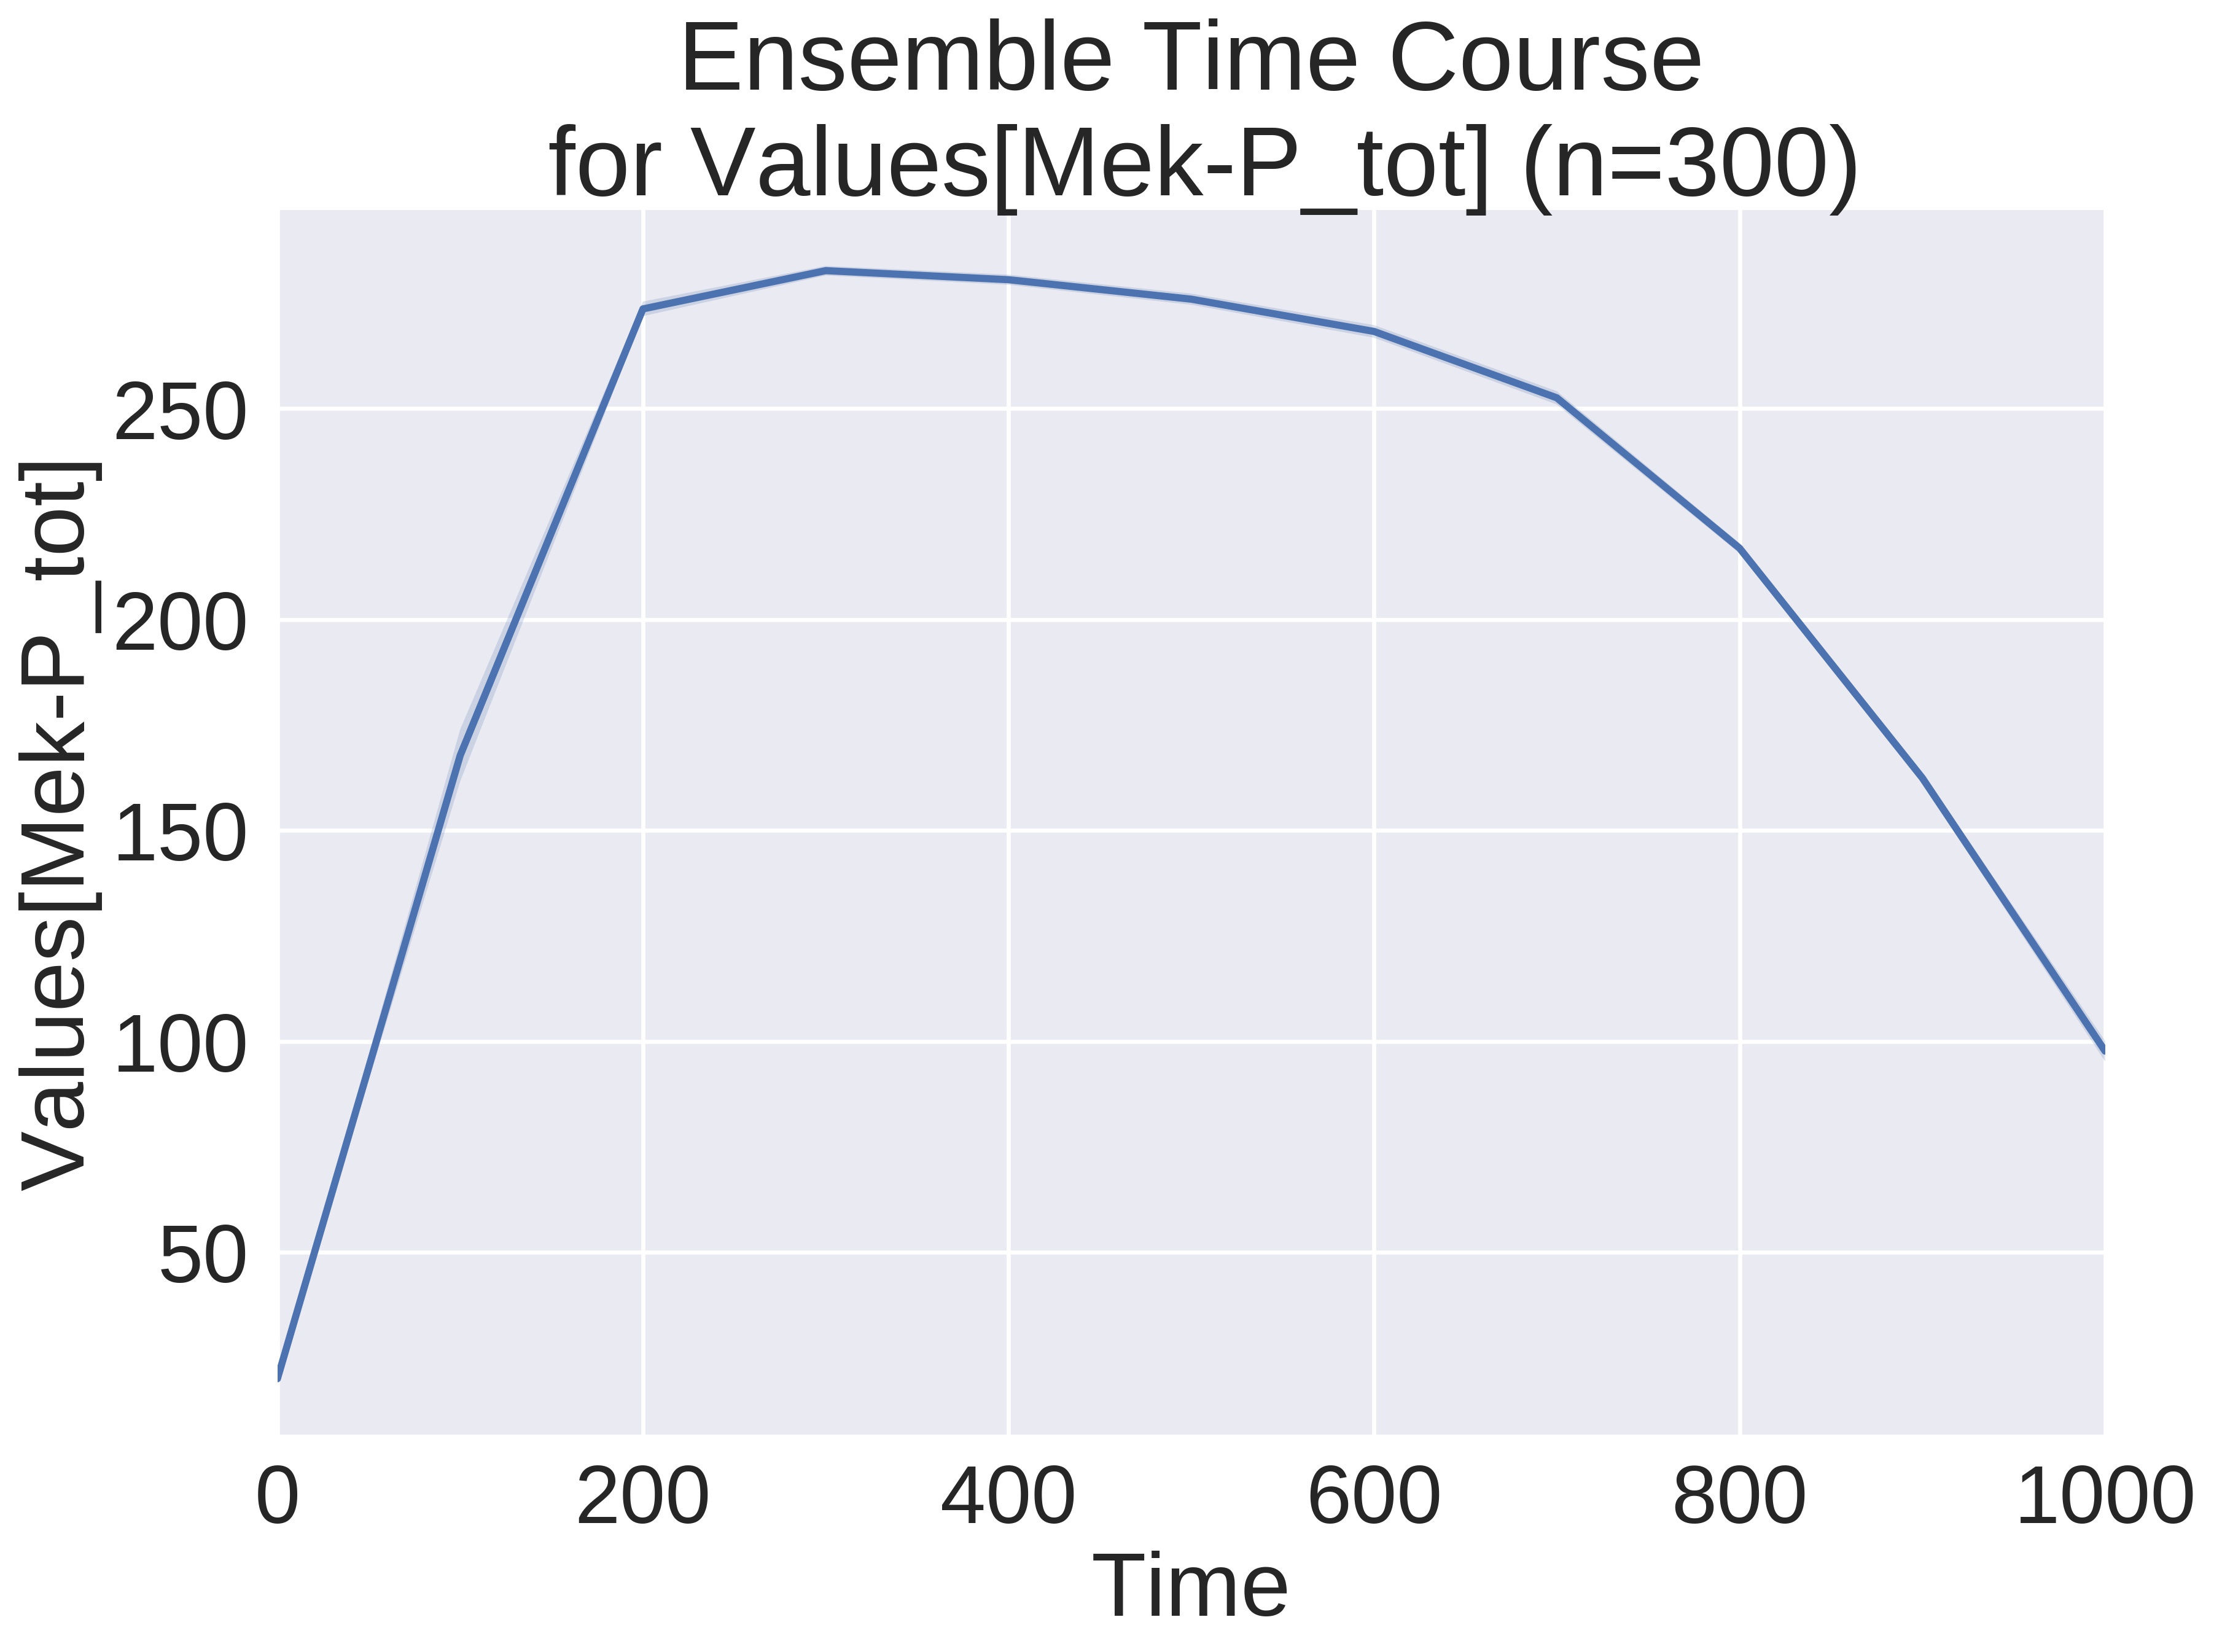 Ensemble Time Course
for Values[Mek-P_tot] (n=300)
Values[Mek-P_tot]
250
200
150
100
50
0 200 400 600 800 1000
Time